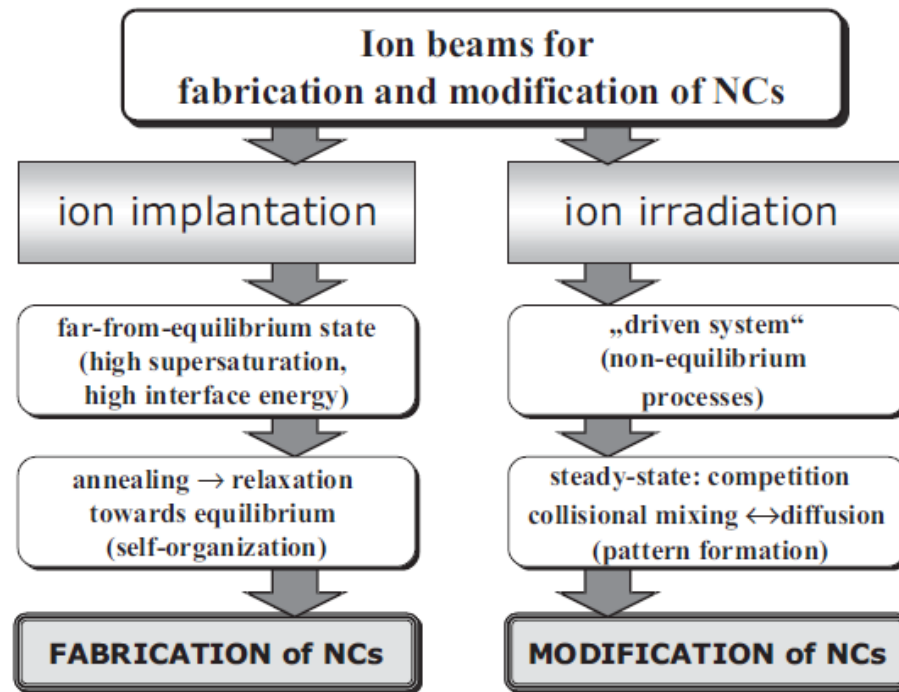 Ion beams for
fabrication and modification of NCs
ion implantation
far-from-equilibrium state
(high supersaturation,
high interface energy)
annealing → relaxation
towards equilibrium
(self-organization)
FABRICATION of NCs
ion irradiation
„driven system“
(non-equilibrium
processes)
steady-state: competition
collisional mixing ↔diffusion
(pattern formation)
MODIFICATION of NCs